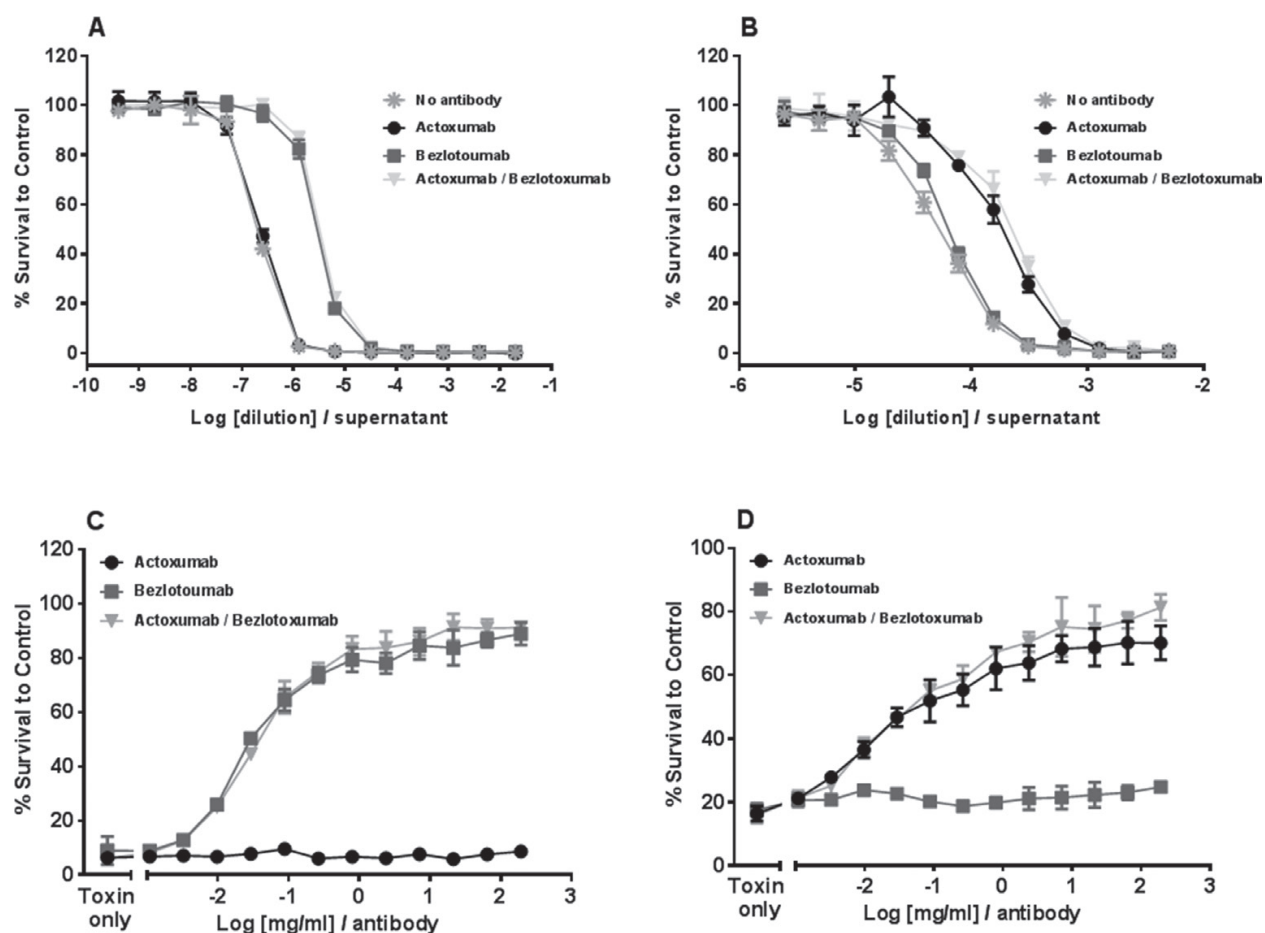 A
120
100
80
60
40
20
0
% Survival to Control
No antibody
Actoxumab
Bezlotoumab
Actoxumab / Bezlotoxumab
-10 -9 -8 -7 -6 -5 -4 -3 -2 -1
Log [dilution] / supernatant
B
120
100
80
60
40
20
0
% Survival to Control
No antibody
Actoxumab
Bezlotoumab
Actoxumab / Bezlotoxumab
-6 -5 -4 -3 -2
Log [dilution] / supernatant
C
120
100
80
60
40
20
0
% Survival to Control
Actoxumab
Bezlotoumab
Actoxumab / Bezlotoxumab
Toxin
only
-2 -1 0 1 2 3
Log [mg/ml] / antibody
D
100
80
60
40
20
0
% Survival to Control
Actoxumab
Bezlotoumab
Actoxumab / Bezlotoxumab
Toxin
only
-2 -1 0 1 2 3
Log [mg/ml] / antibody